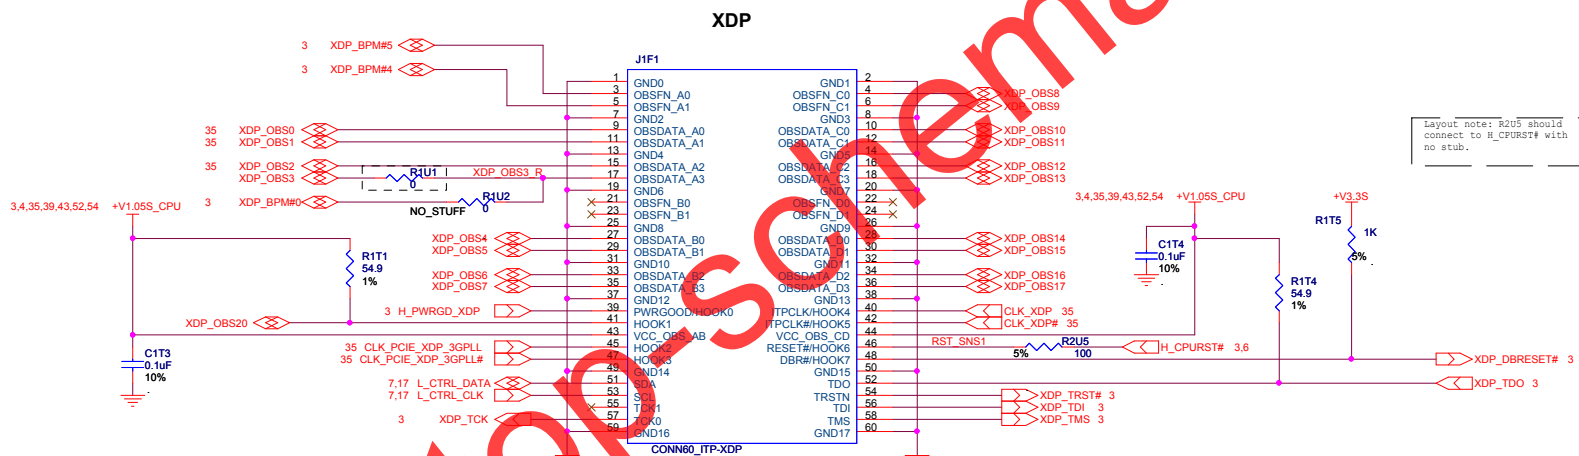 XDP
3 XDP_BPM#5
3 XDP_BPM#4
J1F1
1 GND0 GND1 2
3 OBSFN_A0 OBSFN_C0 4 XDP_OBS8
5 OBSFN_A1 OBSFN_C1 6 XDP_OBS9
7 GND2 GND3 8
35 XDP_OBS0 9 OBSDATA_A0 OBSDATA_C0 10 XDP_OBS10
35 XDP_OBS1 11 OBSDATA_A1 OBSDATA_C1 12 XDP_OBS11
13 GND4 GND5 14
35 XDP_OBS2 15 OBSDATA_A2 OBSDATA_C2 16 XDP_OBS12
XDP_OBS3 R1U1 0 XDP_OBS3_R 17 OBSDATA_A3 OBSDATA_C3 18 XDP_OBS13
19 GND6 GND7 20
3 XDP_BPM#0 R1U2 0 NO_STUFF 21 OBSFN_B0 OBSFN_D0 22
23 OBSFN_B1 OBSFN_D1 24
25 GND8 GND9 26
XDP_OBS4 27 OBSDATA_B0 OBSDATA_D0 28 XDP_OBS14
XDP_OBS5 29 OBSDATA_B1 OBSDATA_D1 30 XDP_OBS15
31 GND10 GND11 32
XDP_OBS6 33 OBSDATA_B2 OBSDATA_D2 34 XDP_OBS16
XDP_OBS7 35 OBSDATA_B3 OBSDATA_D3 36 XDP_OBS17
37 GND12 GND13 38
3 H_PWRGD_XDP 39 PWRGOOD/HOOK0 ITPCLK/HOOK4 40 CLK_XDP 35
XDP_OBS20 41 HOOK1 ITPCLK#/HOOK5 42 CLK_XDP# 35
43 VCC_OBS_AB VCC_OBS_CD 44
35 CLK_PCIE_XDP_3GPLL 45 HOOK2 RESET#/HOOK6 46 RST_SNS1 5% R2U5 100 H_CPURST# 3,6
35 CLK_PCIE_XDP_3GPLL# 47 HOOK3 DBR#/HOOK7 48 XDP_DBRESET# 3
49 GND14 GND15 50
7,17 L_CTRL_DATA 51 SDA TDO 52 XDP_TDO 3
7,17 L_CTRL_CLK 53 SCL TRSTN 54 XDP_TRST# 3
55 TCK1 TDI 56 XDP_TDI 3
3 XDP_TCK 57 TCK0 TMS 58 XDP_TMS 3
59 GND16 GND17 60
CONN60_ITP-XDP
3,4,35,39,43,52,54 +V1.05S_CPU
R1T1
54.9
1%
C1T3
0.1uF
10%
3,4,35,39,43,52,54 +V1.05S_CPU
C1T4
0.1uF
10%
R1T4
54.9
1%
+V3.3S
R1T5
1K
5%
Layout note: R2U5 should
connect to H_CPURST# with
no stub.